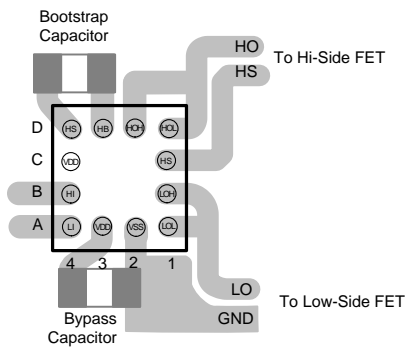 Bootstrap
Capacitor
HO
To Hi-Side FET
HS
D HS HB HOH HOL
C VDD HS
B HI LOH
A LI VDD VSS LOL
4 3 2 1
LO
To Low-Side FET
GND
Bypass
Capacitor